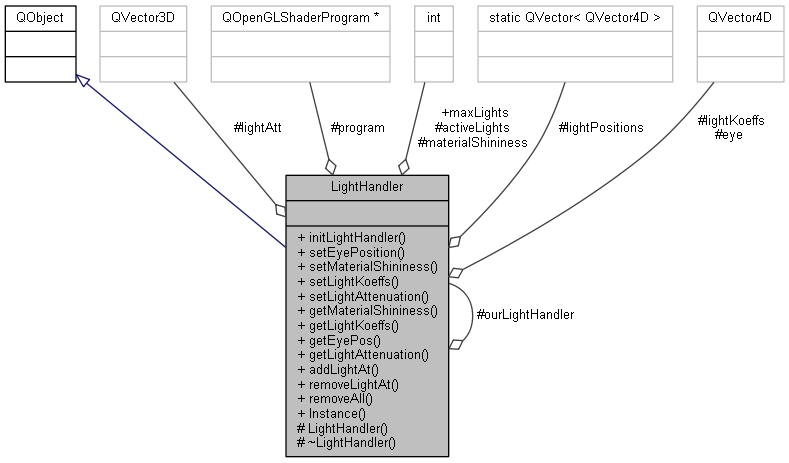 QObject
QVector3D
QOpenGLShaderProgram *
int
static QVector< QVector4D >
QVector4D
#lightAtt
#program
+maxLights
#activeLights
#materialShininess
#lightPositions
#lightKoeffs
#eye
LightHandler
+ initLightHandler()
+ setEyePosition()
+ setMaterialShininess()
+ setLightKoeffs()
+ setLightAttenuation()
+ getMaterialShininess()
+ getLightKoeffs()
+ getEyePos()
+ getLightAttenuation()
+ addLightAt()
+ removeLightAt()
+ removeAll()
+ Instance()
# LightHandler()
# ~LightHandler()
#ourLightHandler